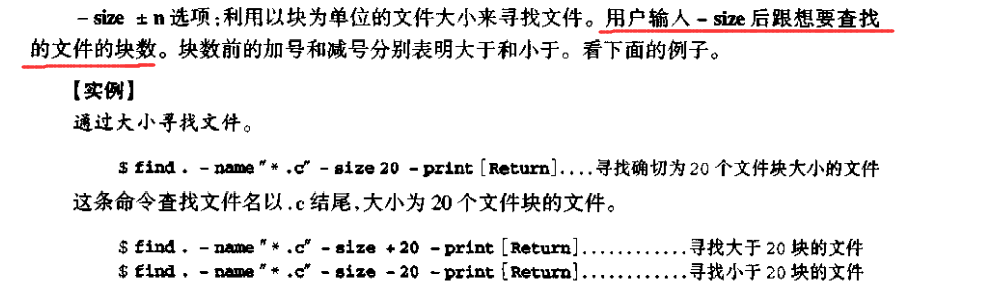 -size ±n 选项:利用以块为单位的文件大小来寻找文件。用户输入-size 后跟想要查找
的文件的块数。块数前的加号和减号分别表明大于和小于。看下面的例子。
【实例】
通过大小寻找文件。
$ find . -name "* .c" -size 20 -print [Return]....寻找确切为 20 个文件块大小的文件
这条命令查找文件名以.c 结尾,大小为 20 个文件块的文件。
$ find . -name "* .c" -size +20 -print [Return]............寻找大于 20 块的文件
$ find . -name "* .c" -size -20 -print [Return]............寻找小于 20 块的文件